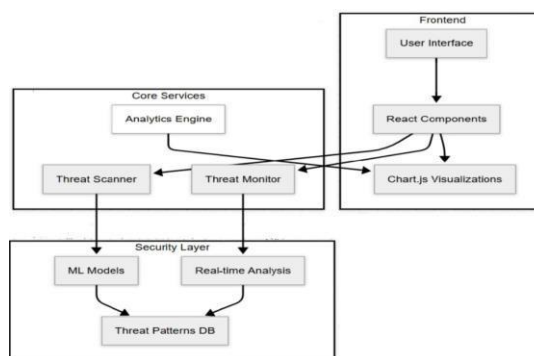 Frontend
User Interface
Core Services
Analytics Engine
React Components
Threat Scanner
Threat Monitor
Chart.js Visualizations
Security Layer
ML Models
Real-time Analysis
Threat Patterns DB